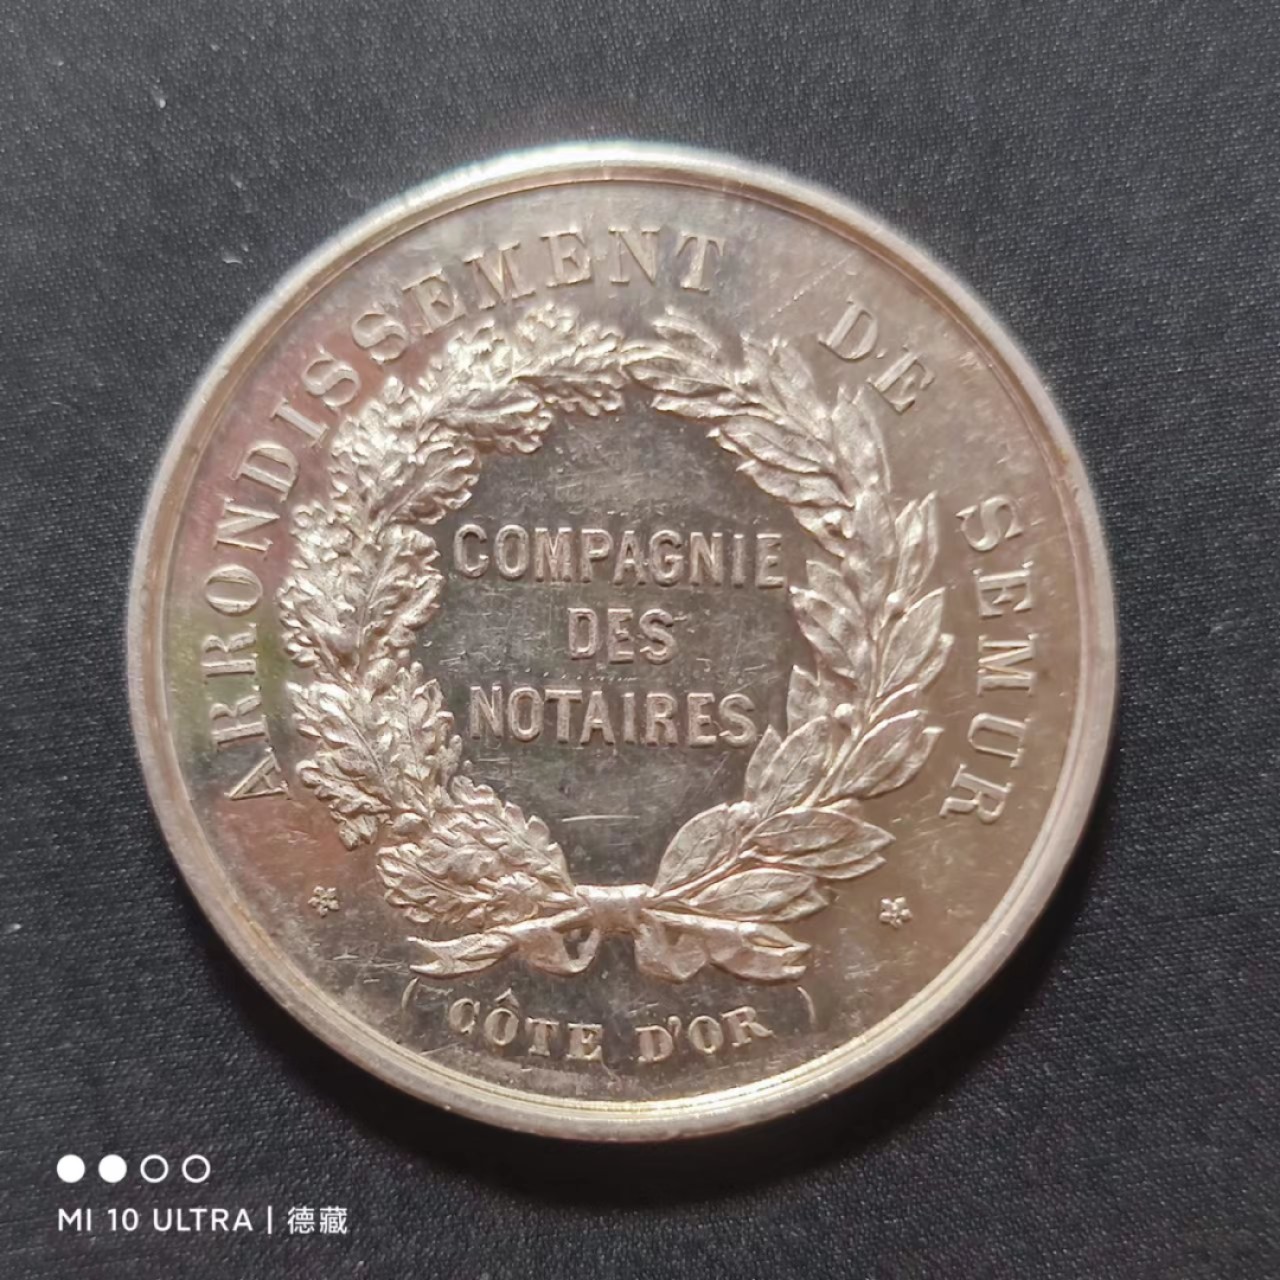 ARRONDISSEMENT DE SEMUR
COMPAGNIE
DES
NOTAIRES
(CÔTE D'OR)
MI 10 ULTRA | 德藏